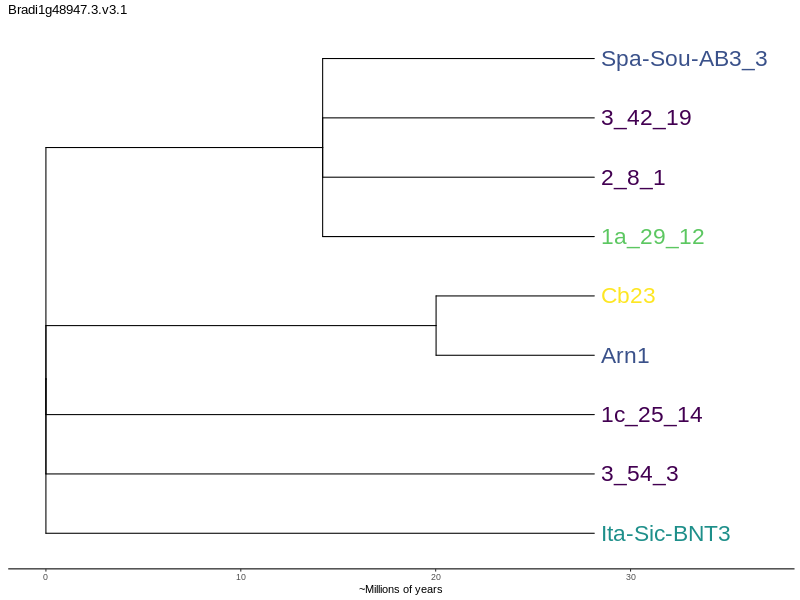 Bradi1g48947.3.v3.1
Spa-Sou-AB3_3
3_42_19
2_8_1
1a_29_12
Cb23
Arn1
1c_25_14
3_54_3
Ita-Sic-BNT3
0 10 20 30
~Millions of years